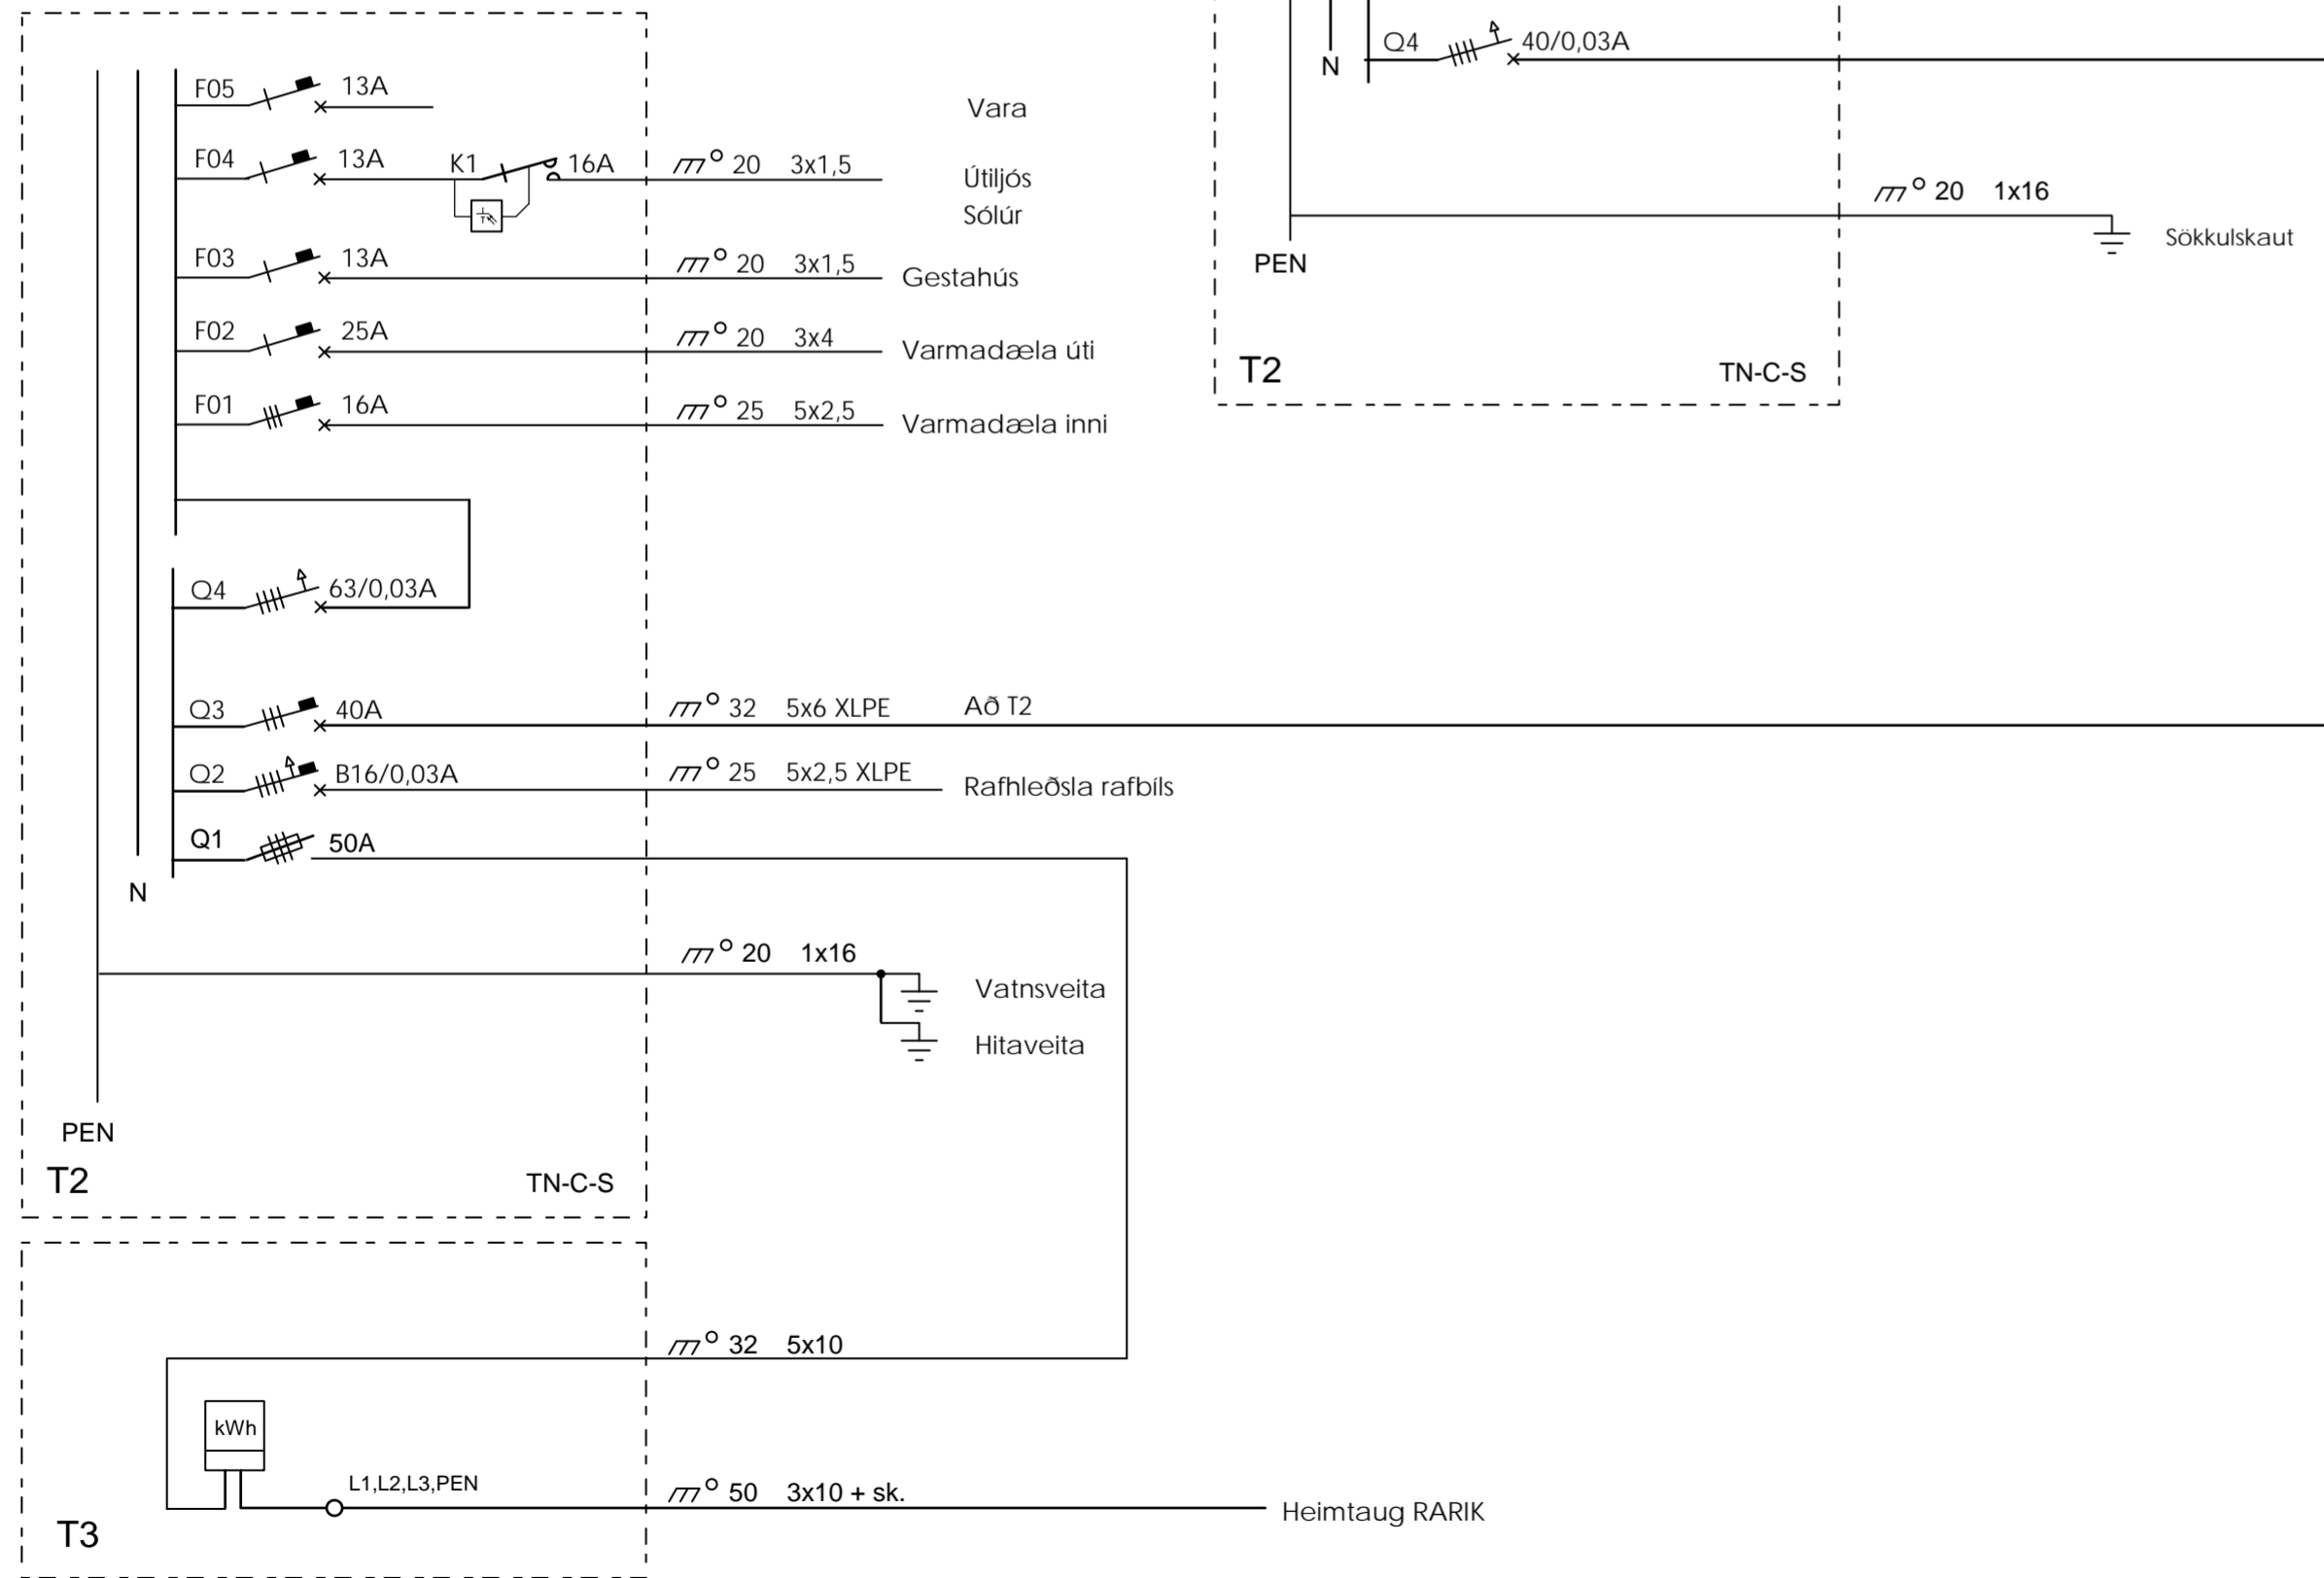 F05 13A
Vara
F04 13A K1 16A 20 3x1,5
Útiljós
Sólúr
F03 13A 20 3x1,5
Gestahús
F02 25A 20 3x4
Varmadæla úti
F01 16A 25 5x2,5
Varmadæla inni
Q4 63/0,03A
Q3 40A 32 5x6 XLPE Að T2
Q2 B16/0,03A 25 5x2,5 XLPE
Rafhleðsla rafbíls
Q1 50A
N
20 1x16
Vatnsveita
Hitaveita
PEN
T2 TN-C-S
32 5x10
kWh
L1,L2,L3,PEN 50 3x10 + sk.
Heimtaug RARIK
T3
Q4 40/0,03A
N
20 1x16
Sökkulskaut
PEN
T2 TN-C-S